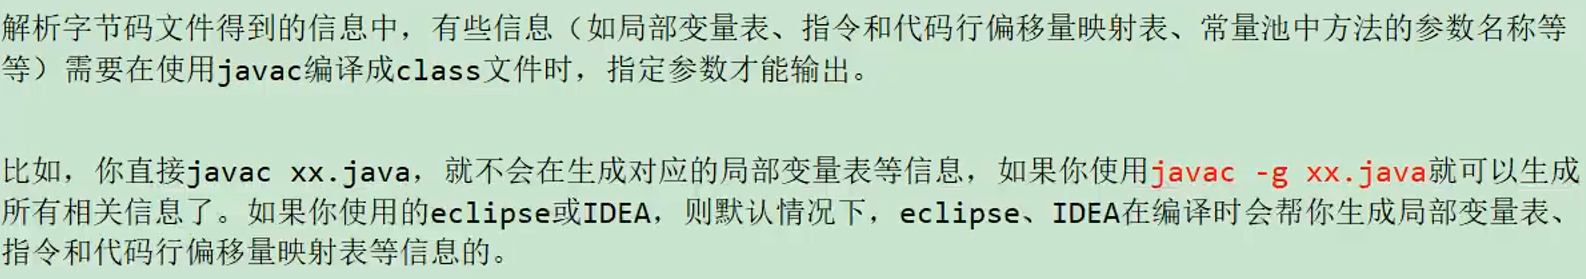 解析字节码文件得到的信息中，有些信息（如局部变量表、指令和代码行偏移量映射表、常量池中方法的参数名称等
等）需要在使用javac编译成class文件时，指定参数才能输出。
比如，你直接javac xx.java，就不会在生成对应的局部变量表等信息，如果你使用javac -g xx.java就可以生成
所有相关信息了。如果你使用的eclipse或IDEA，则默认情况下，eclipse、IDEA在编译时会帮你生成局部变量表、
指令和代码行偏移量映射表等信息的。